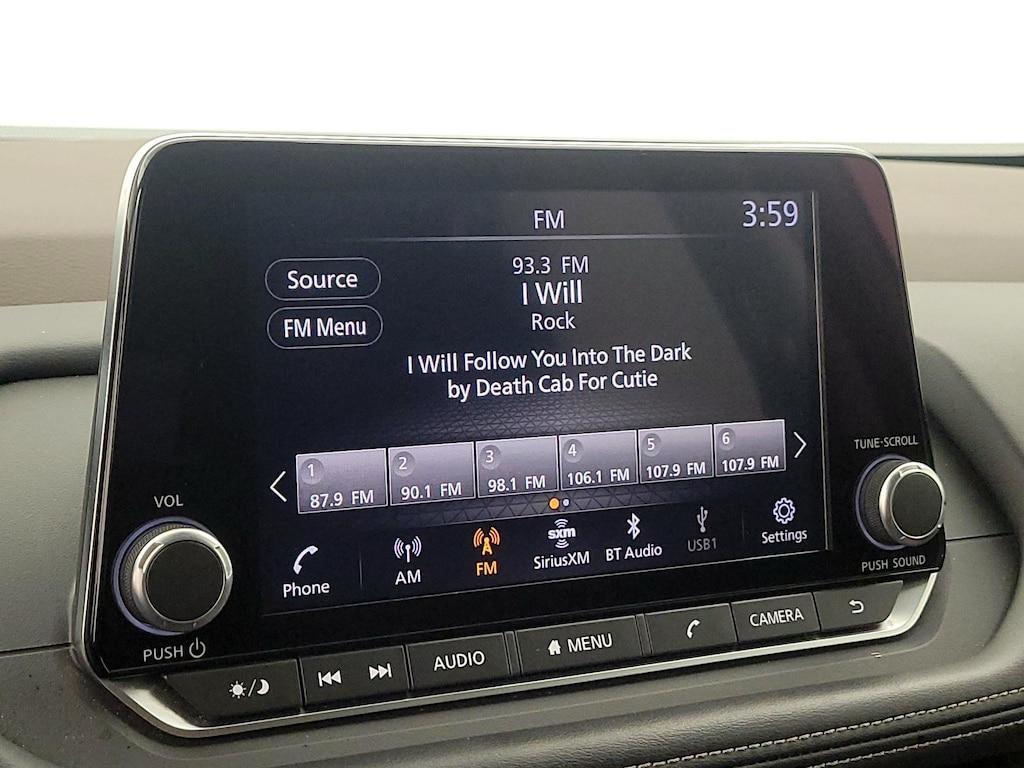 FM
3:59
Source
FM Menu
93.3 FM
I Will
Rock
I Will Follow You Into The Dark
by Death Cab For Cutie
1
87.9 FM
2
90.1 FM
3
98.1 FM
4
106.1 FM
5
107.9 FM
6
107.9 FM
Phone
AM
FM
sxm
SiriusXM
BT Audio
USB1
Settings
VOL
PUSH
TUNE·SCROLL
PUSH SOUND
AUDIO
MENU
CAMERA